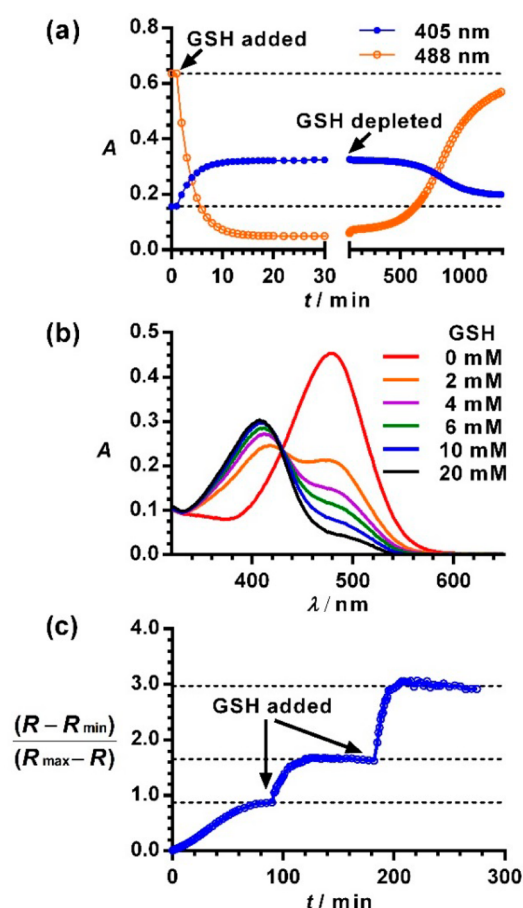 (a)
GSH added
405 nm
488 nm
GSH depleted
A
0.8
0.6
0.4
0.2
0.0
0 10 20 30 500 1000
t / min
(b)
GSH
0 mM
2 mM
4 mM
6 mM
10 mM
20 mM
A
0.5
0.4
0.3
0.2
0.1
0.0
400 500 600
λ / nm
(c)
GSH added
(R − Rmin)
(Rmax− R)
4.0
3.0
2.0
1.0
0.0
0 100 200 300
t / min